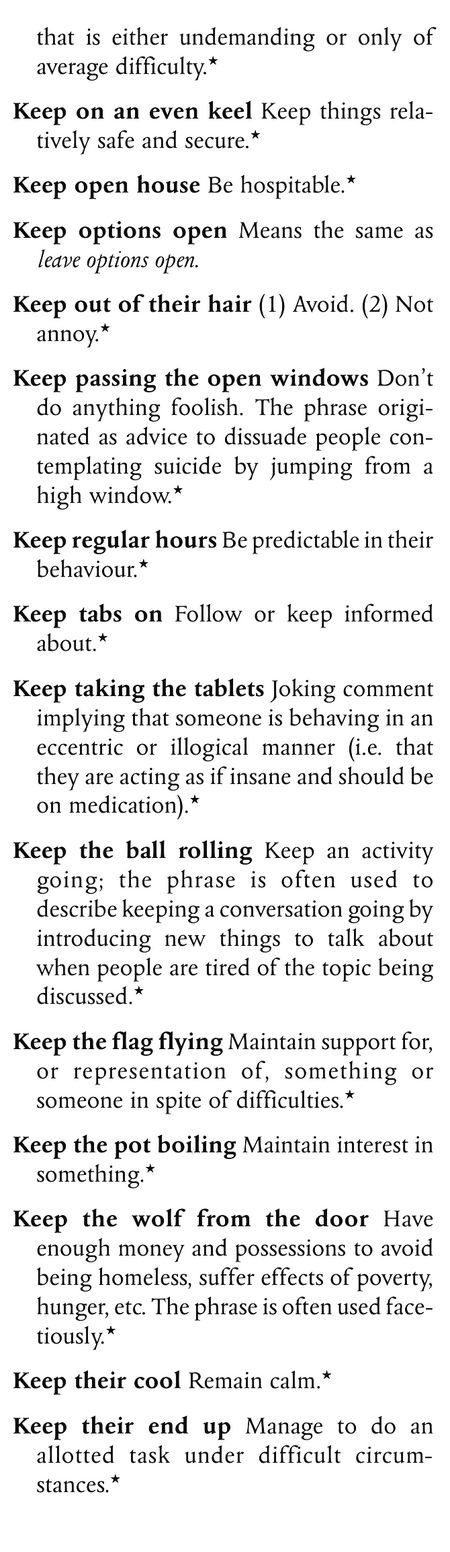 that is either undemanding or only of
average difficulty.★
Keep on an even keel Keep things rela-
tively safe and secure.★
Keep open house Be hospitable.★
Keep options open Means the same as
leave options open.
Keep out of their hair (1) Avoid. (2) Not
annoy.★
Keep passing the open windows Don't
do anything foolish. The phrase origi-
nated as advice to dissuade people con-
templating suicide by jumping from a
high window.★
Keep regular hours Be predictable in their
behaviour.★
Keep tabs on Follow or keep informed
about.★
Keep taking the tablets Joking comment
implying that someone is behaving in an
eccentric or illogical manner (i.e. that
they are acting as if insane and should be
on medication).★
Keep the ball rolling Keep an activity
going; the phrase is often used to
describe keeping a conversation going by
introducing new things to talk about
when people are tired of the topic being
discussed.★
Keep the flag flying Maintain support for,
or representation of, something or
someone in spite of difficulties.★
Keep the pot boiling Maintain interest in
something.★
Keep the wolf from the door Have
enough money and possessions to avoid
being homeless, suffer effects of poverty,
hunger, etc. The phrase is often used face-
tiously.★
Keep their cool Remain calm.★
Keep their end up Manage to do an
allotted task under difficult circum-
stances.★